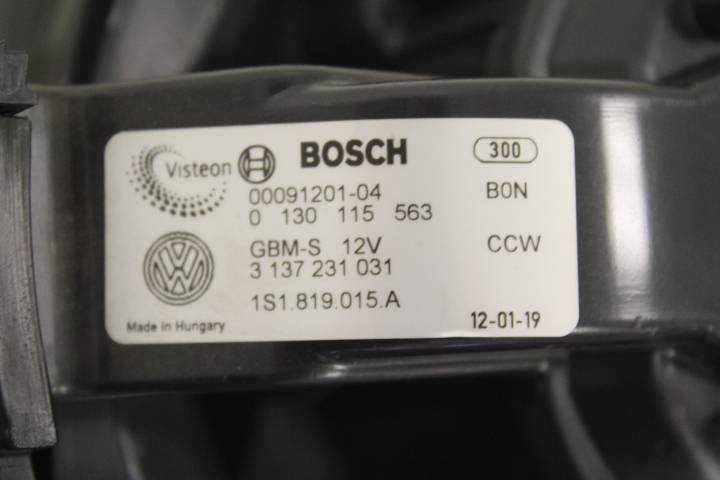 Visteon BOSCH 300
00091201-04 B0N
0 130 115 563
GBM-S 12V CCW
3 137 231 031
1S1.819.015.A
Made in Hungary 12-01-19